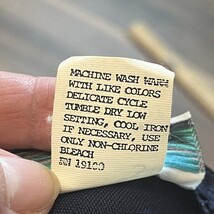 MACHINE WASH WARM
WITH LIKE COLORS
DELICATE CYCLE
TUMBLE DRY LOW
SETTING, COOL IRON
IF NECESSARY, USE
ONLY NON-CHLORINE
BLEACH
RN 19160